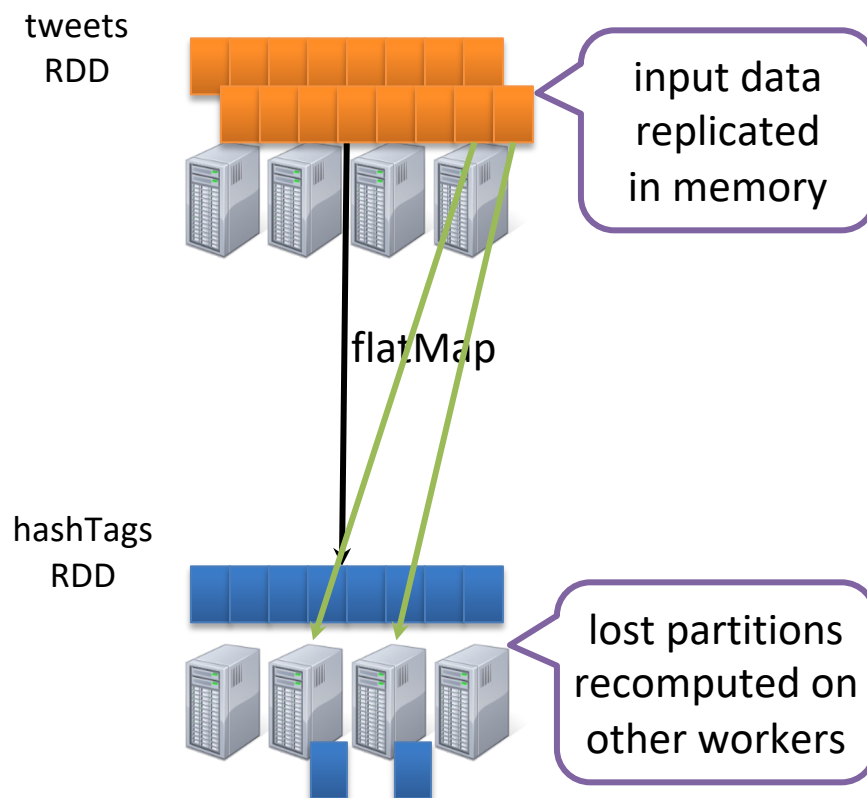 tweets
RDD
input data
replicated
in memory
flatMap
hashTags
RDD
lost partitions
recomputed on
other workers